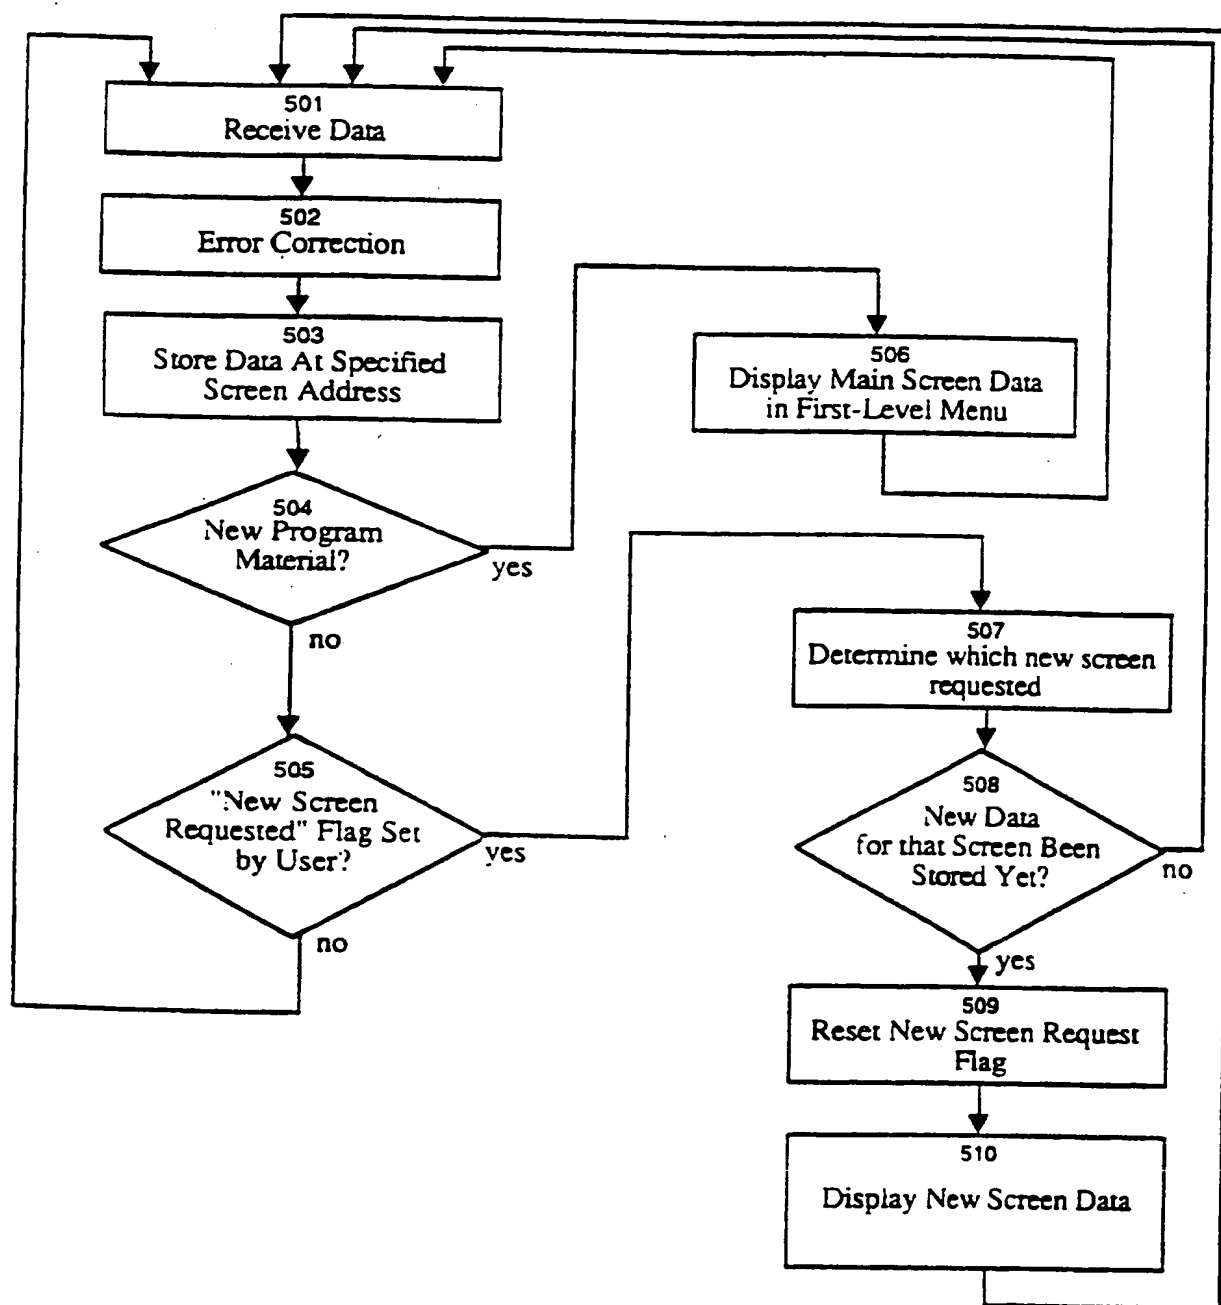 501
Receive Data
502
Error Correction
503
Store Data At Specified
Screen Address
504
New Program
Material?
yes
no
505
"New Screen
Requested" Flag Set
by User?
yes
no
506
Display Main Screen Data
in First-Level Menu
507
Determine which new screen
requested
508
New Data
for that Screen Been
Stored Yet?
no
yes
509
Reset New Screen Request
Flag
510
Display New Screen Data